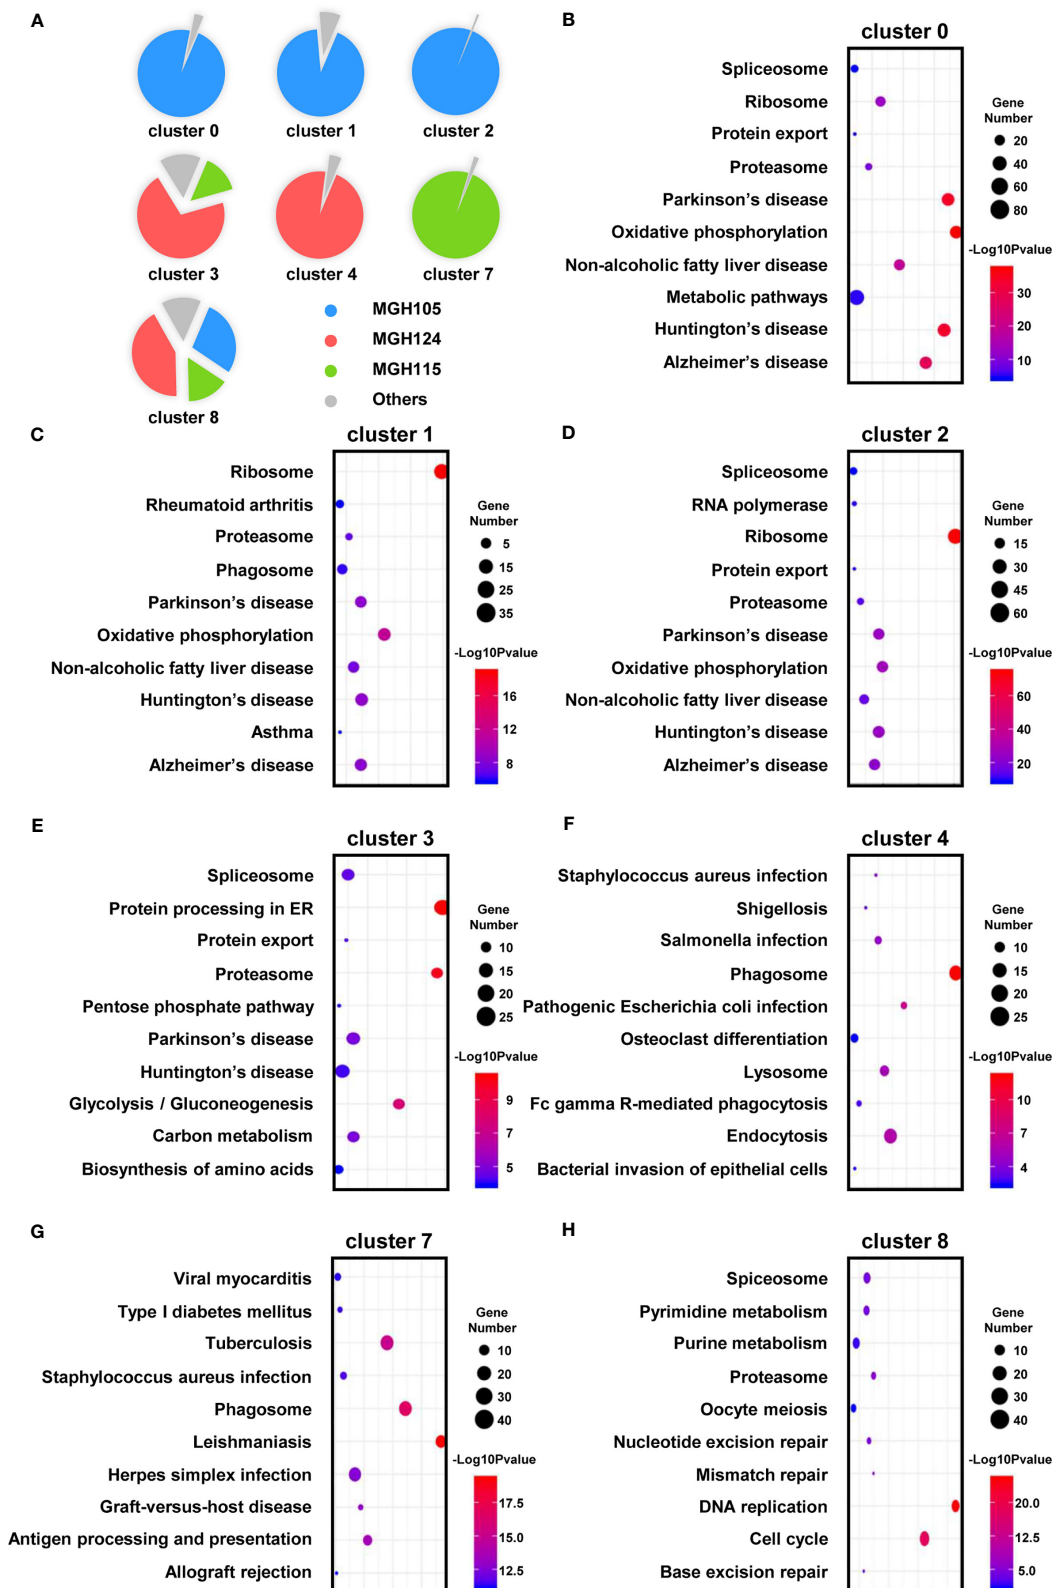 A
cluster 0
cluster 1
cluster 2
cluster 3
cluster 4
cluster 7
cluster 8
MGH105
MGH124
MGH115
Others
B
cluster 0
Spliceosome
Ribosome
Protein export
Proteasome
Parkinson's disease
Oxidative phosphorylation
Non-alcoholic fatty liver disease
Metabolic pathways
Huntington's disease
Alzheimer's disease
Gene
Number
20
40
60
80
-Log10Pvalue
30
20
10
C
cluster 1
Ribosome
Rheumatoid arthritis
Proteasome
Phagosome
Parkinson's disease
Oxidative phosphorylation
Non-alcoholic fatty liver disease
Huntington's disease
Asthma
Alzheimer's disease
Gene
Number
5
15
25
35
-Log10Pvalue
16
12
8
D
cluster 2
Spliceosome
RNA polymerase
Ribosome
Protein export
Proteasome
Parkinson's disease
Oxidative phosphorylation
Non-alcoholic fatty liver disease
Huntington's disease
Alzheimer's disease
Gene
Number
15
30
45
60
-Log10Pvalue
60
40
20
E
cluster 3
Spliceosome
Protein processing in ER
Protein export
Proteasome
Pentose phosphate pathway
Parkinson's disease
Huntington's disease
Glycolysis / Gluconeogenesis
Carbon metabolism
Biosynthesis of amino acids
Gene
Number
10
15
20
25
-Log10Pvalue
9
7
5
F
cluster 4
Staphylococcus aureus infection
Shigellosis
Salmonella infection
Phagosome
Pathogenic Escherichia coli infection
Osteoclast differentiation
Lysosome
Fc gamma R-mediated phagocytosis
Endocytosis
Bacterial invasion of epithelial cells
Gene
Number
10
15
20
25
-Log10Pvalue
10
7
4
G
cluster 7
Viral myocarditis
Type I diabetes mellitus
Tuberculosis
Staphylococcus aureus infection
Phagosome
Leishmaniasis
Herpes simplex infection
Graft-versus-host disease
Antigen processing and presentation
Allograft rejection
Gene
Number
10
20
30
40
-Log10Pvalue
17.5
15.0
12.5
H
cluster 8
Spiceosome
Pyrimidine metabolism
Purine metabolism
Proteasome
Oocyte meiosis
Nucleotide excision repair
Mismatch repair
DNA replication
Cell cycle
Base excision repair
Gene
Number
10
20
30
40
-Log10Pvalue
20.0
12.5
5.0